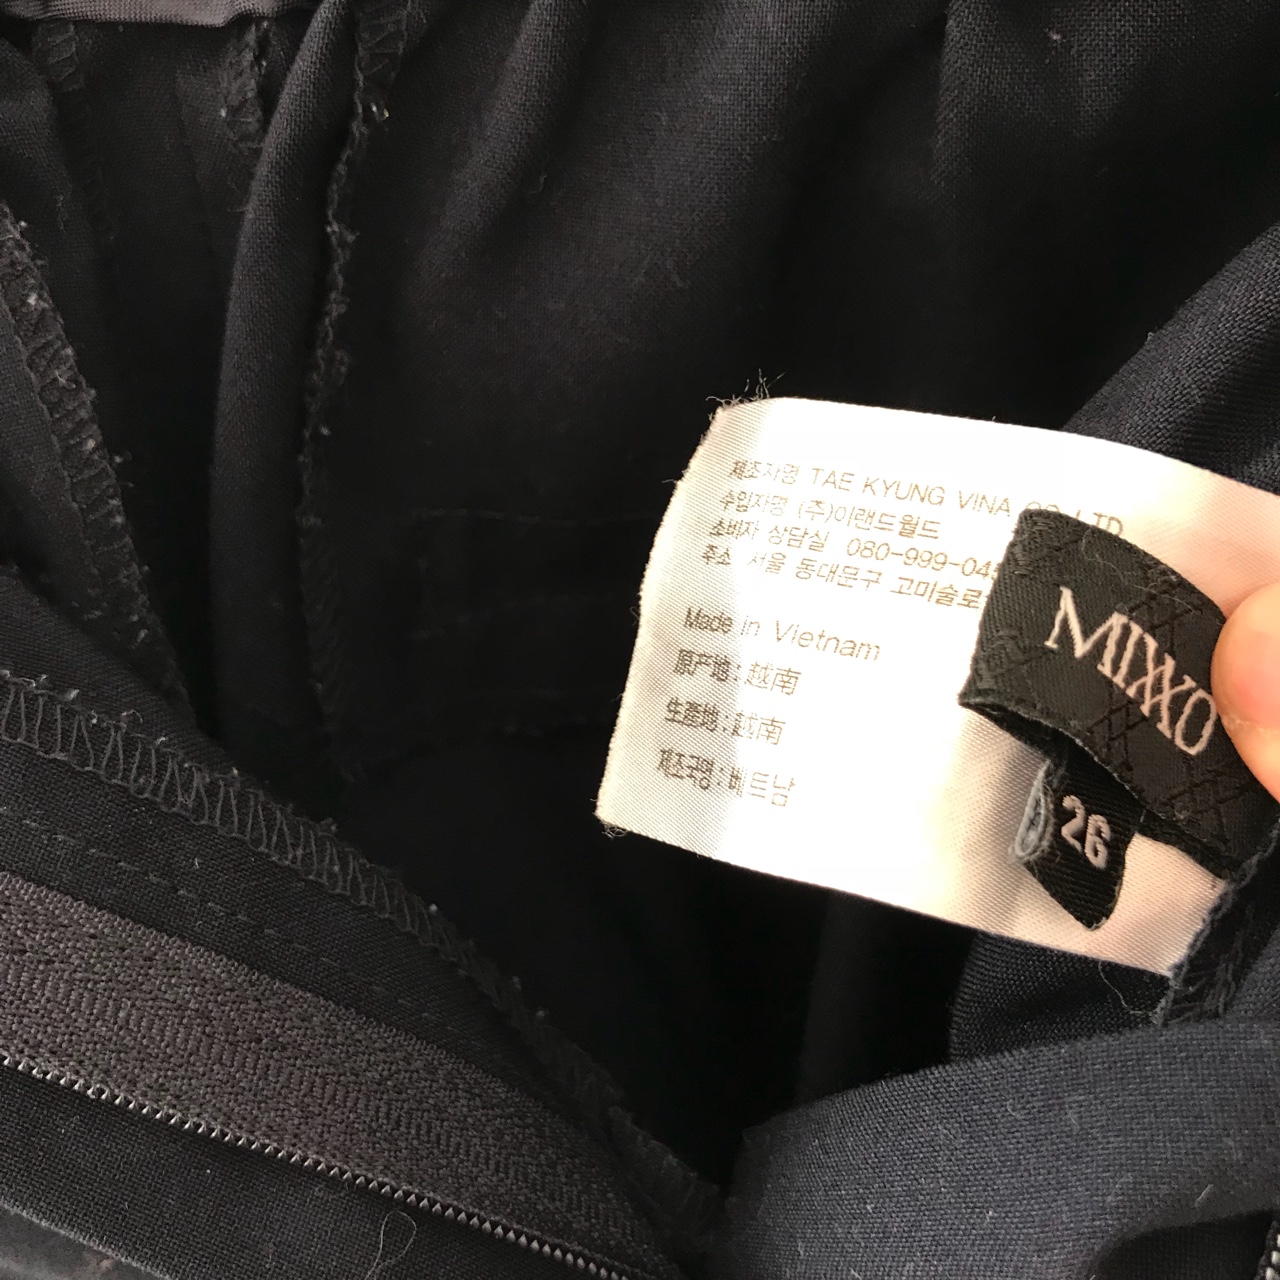 제조자명 TAE KYUNG VINA CO.,LTD
수입자명 (주)이랜드월드
소비자 상담실 080-999-045
주소 서울 동대문구 고미술로
Made in Vietnam
原产地:越南
生産地:越南
제조국명:베트남
MIXXO
26